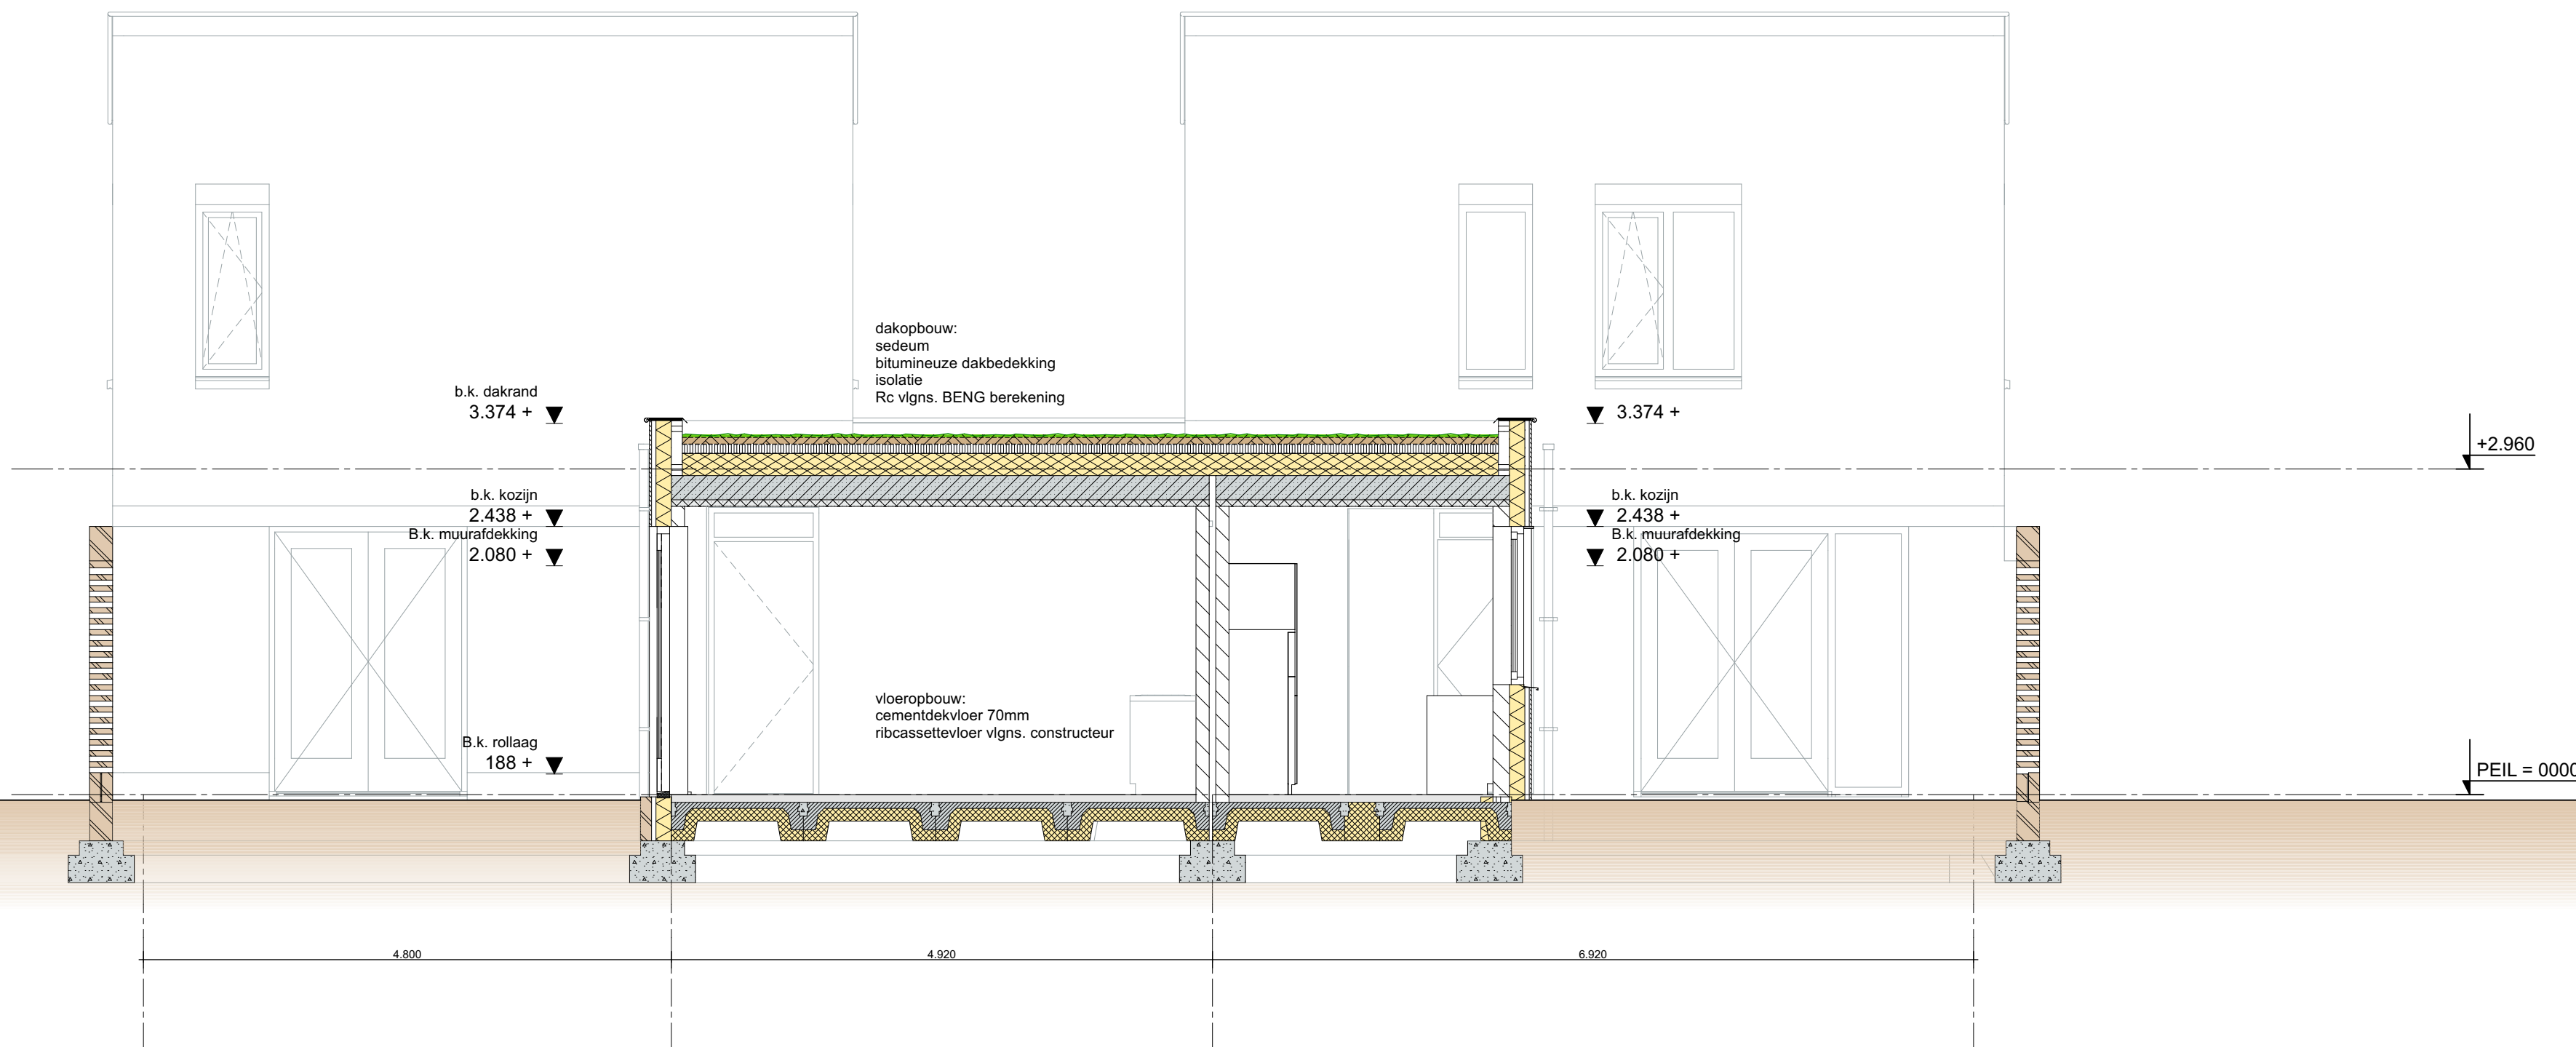 dakopbouw:
sedeum
bitumineuze dakbedekking
isolatie
Rc vlgns. BENG berekening
b.k. dakrand
3.374 +
3.374 +
+2.960
b.k. kozijn
2.438 +
B.k. muurafdekking
2.080 +
b.k. kozijn
2.438 +
B.k. muurafdekking
2.080 +
vloeropbouw:
cementdekvloer 70mm
ribcassettevloer vlgns. constructeur
B.k. rollaag
188 +
PEIL = 0000
4.800
4.920
6.920